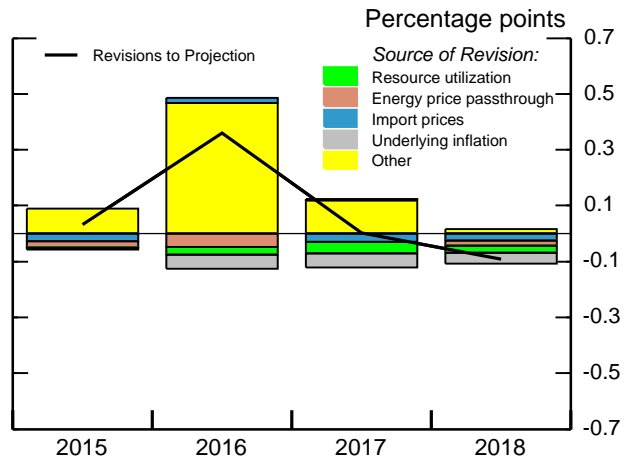 Percentage points
Revisions to Projection
Source of Revision:
Resource utilization
Energy price passthrough
Import prices
Underlying inflation
Other
0.7
0.5
0.3
0.1
-0.1
-0.3
-0.5
-0.7
2015 2016 2017 2018